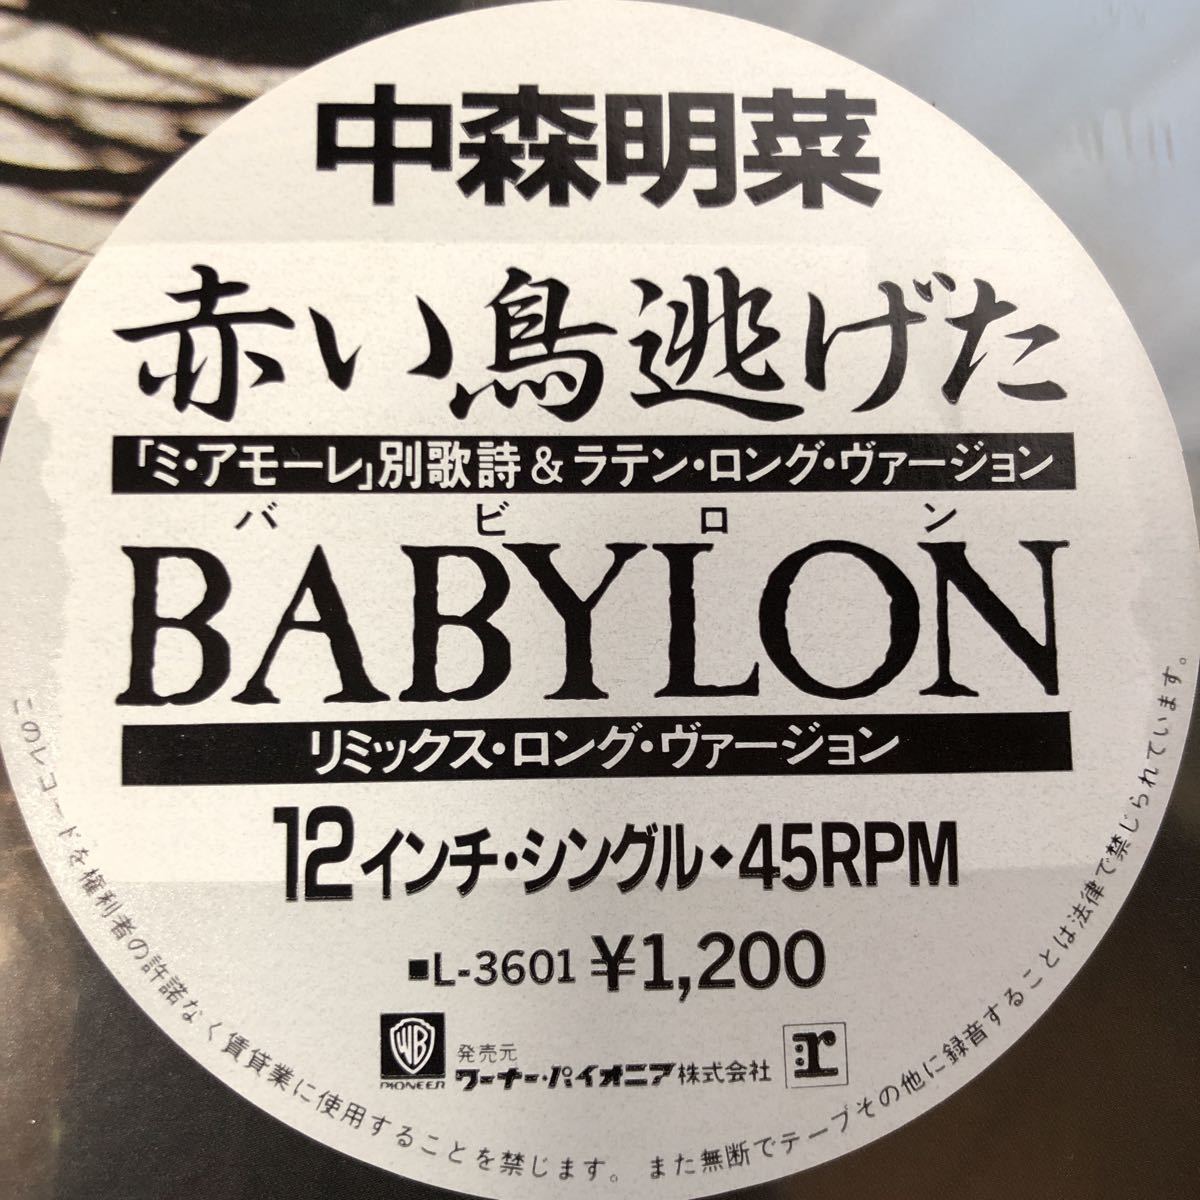 中森明菜
赤い鳥逃げた
「ミ・アモーレ」別歌詩&ラテン・ロング・ヴァージョン
バビロン
BABYLON
リミックス・ロング・ヴァージョン
12インチ・シングル◆45RPM
■L-3601 ¥1,200
WB
PIONEER
発売元
ワーナー・パイオニア株式会社
r
このレコードを権利者の許諾なく賃貸業に使用することを禁じます。また無断でテープその他に録音することは法律で禁じられています。